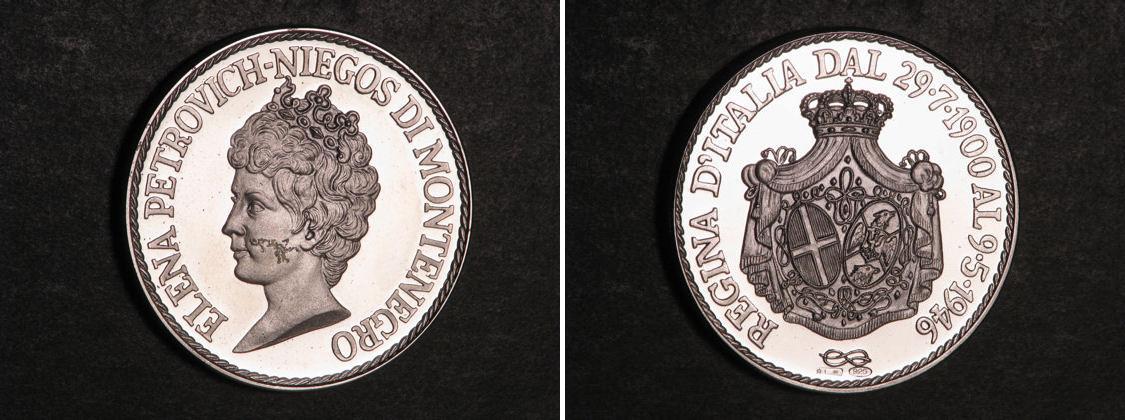 ELENA PETROVICH-NIEGOS DI MONTENEGRO
REGINA D'ITALIA DAL 29·7·1900 AL 9·5·1946
925